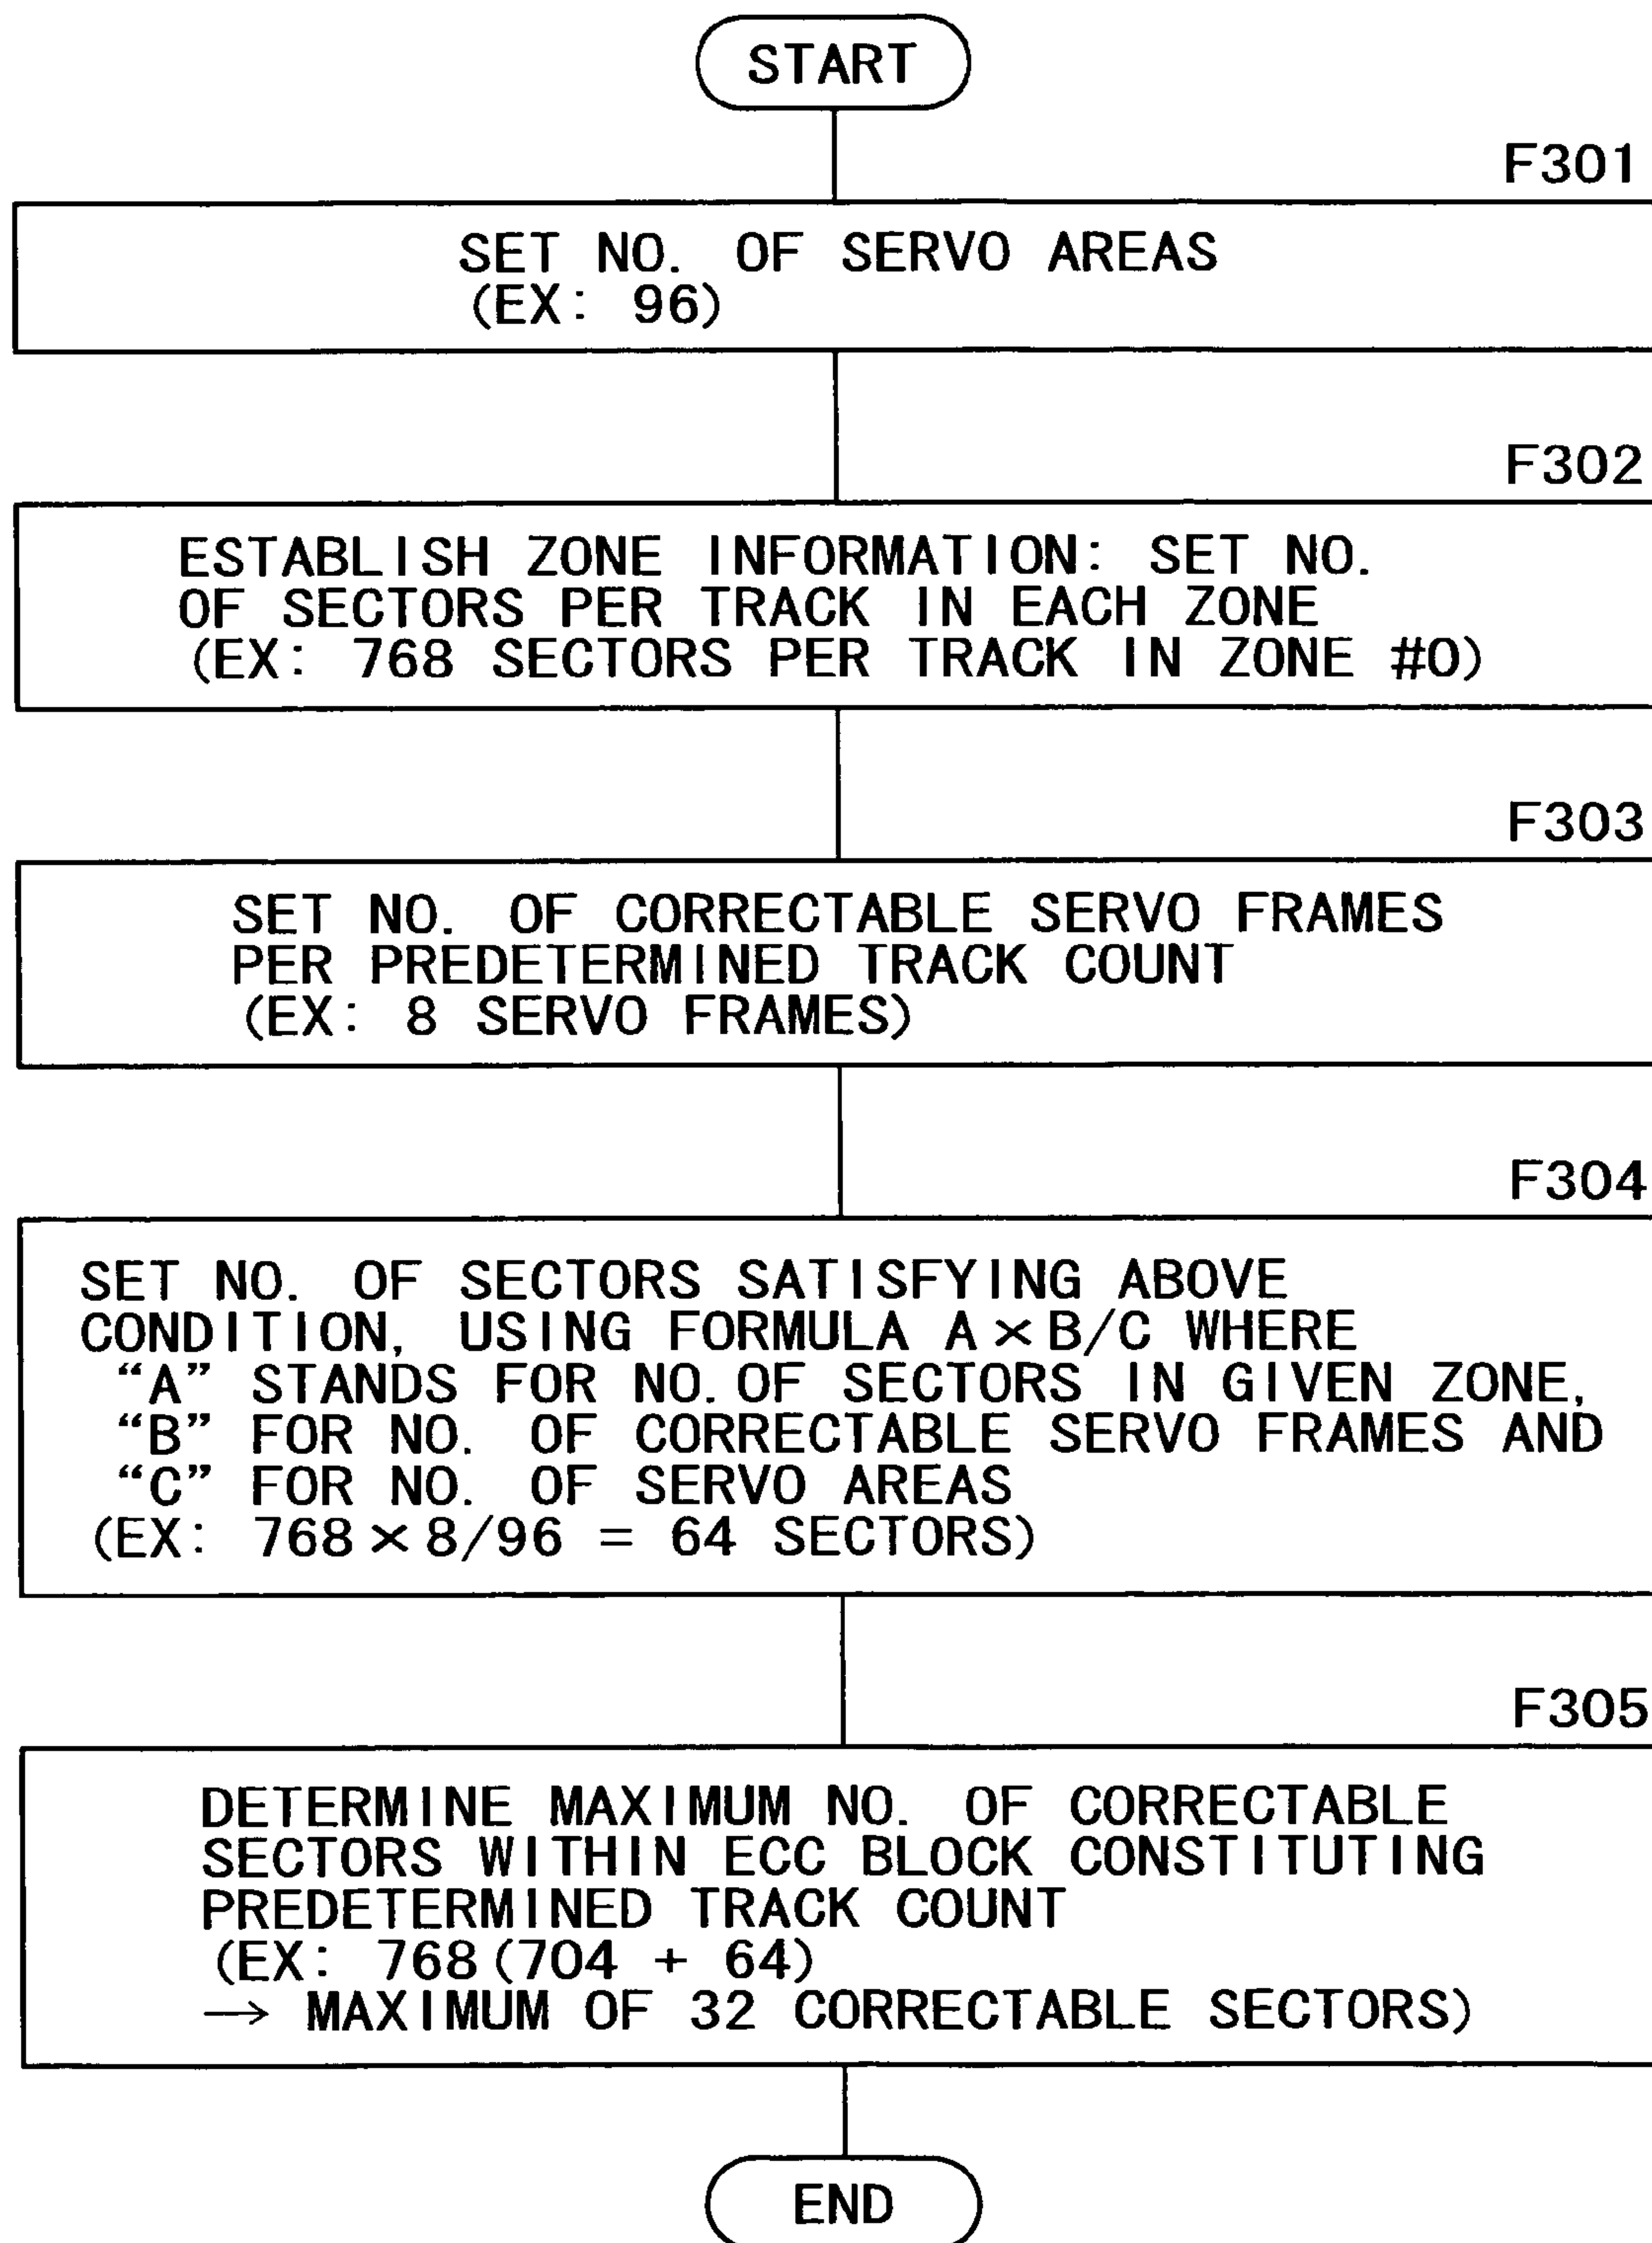 START
F301
SET NO. OF SERVO AREAS
(EX: 96)
F302
ESTABLISH ZONE INFORMATION: SET NO.
OF SECTORS PER TRACK IN EACH ZONE
(EX: 768 SECTORS PER TRACK IN ZONE #0)
F303
SET NO. OF CORRECTABLE SERVO FRAMES
PER PREDETERMINED TRACK COUNT
(EX: 8 SERVO FRAMES)
F304
SET NO. OF SECTORS SATISFYING ABOVE
CONDITION, USING FORMULA A×B/C WHERE
“A” STANDS FOR NO. OF SECTORS IN GIVEN ZONE,
“B” FOR NO. OF CORRECTABLE SERVO FRAMES AND
“C” FOR NO. OF SERVO AREAS
(EX: 768×8/96 = 64 SECTORS)
F305
DETERMINE MAXIMUM NO. OF CORRECTABLE
SECTORS WITHIN ECC BLOCK CONSTITUTING
PREDETERMINED TRACK COUNT
(EX: 768(704 + 64)
→ MAXIMUM OF 32 CORRECTABLE SECTORS)
END